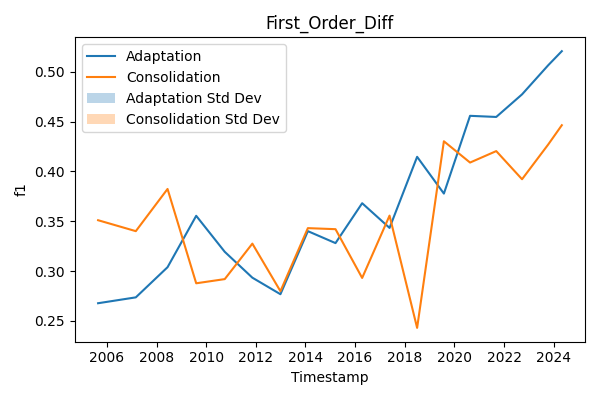 First_Order_Diff
Adaptation
Consolidation
Adaptation Std Dev
Consolidation Std Dev
f1
0.50
0.45
0.40
0.35
0.30
0.25
2006 2008 2010 2012 2014 2016 2018 2020 2022 2024
Timestamp